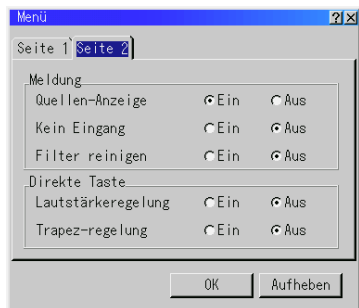 Menü
Seite 1 Seite 2
Meldung
Quellen-Anzeige Ein Aus
Kein Eingang Ein Aus
Filter reinigen Ein Aus
Direkte Taste
Lautstärkeregelung Ein Aus
Trapez-regelung Ein Aus
OK Aufheben